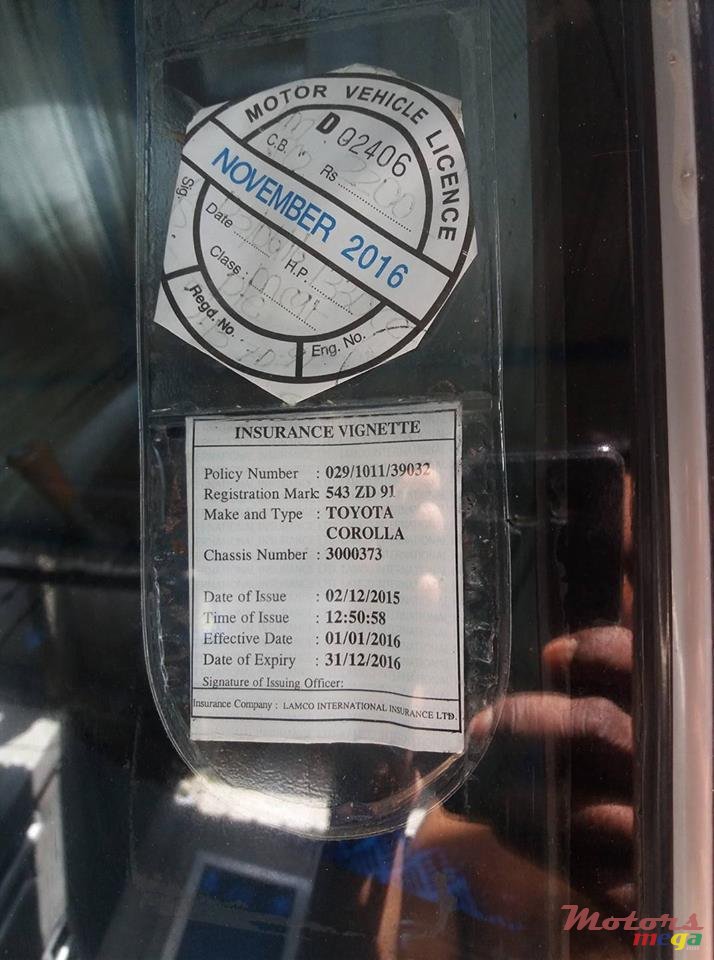 MOTOR VEHICLE LICENCE
D 02406
C.B.
Rs 3300
NOVEMBER 2016
Sig.
Date
H.P.
Class
Regd. No.
Eng. No.
INSURANCE VIGNETTE
Policy Number : 029/1011/39032
Registration Mark: 543 ZD 91
Make and Type : TOYOTA
COROLLA
Chassis Number : 3000373
Date of Issue : 02/12/2015
Time of Issue : 12:50:58
Effective Date : 01/01/2016
Date of Expiry : 31/12/2016
Signature of Issuing Officer:
Insurance Company : LAMCO INTERNATIONAL INSURANCE LTD.
Motors
mega